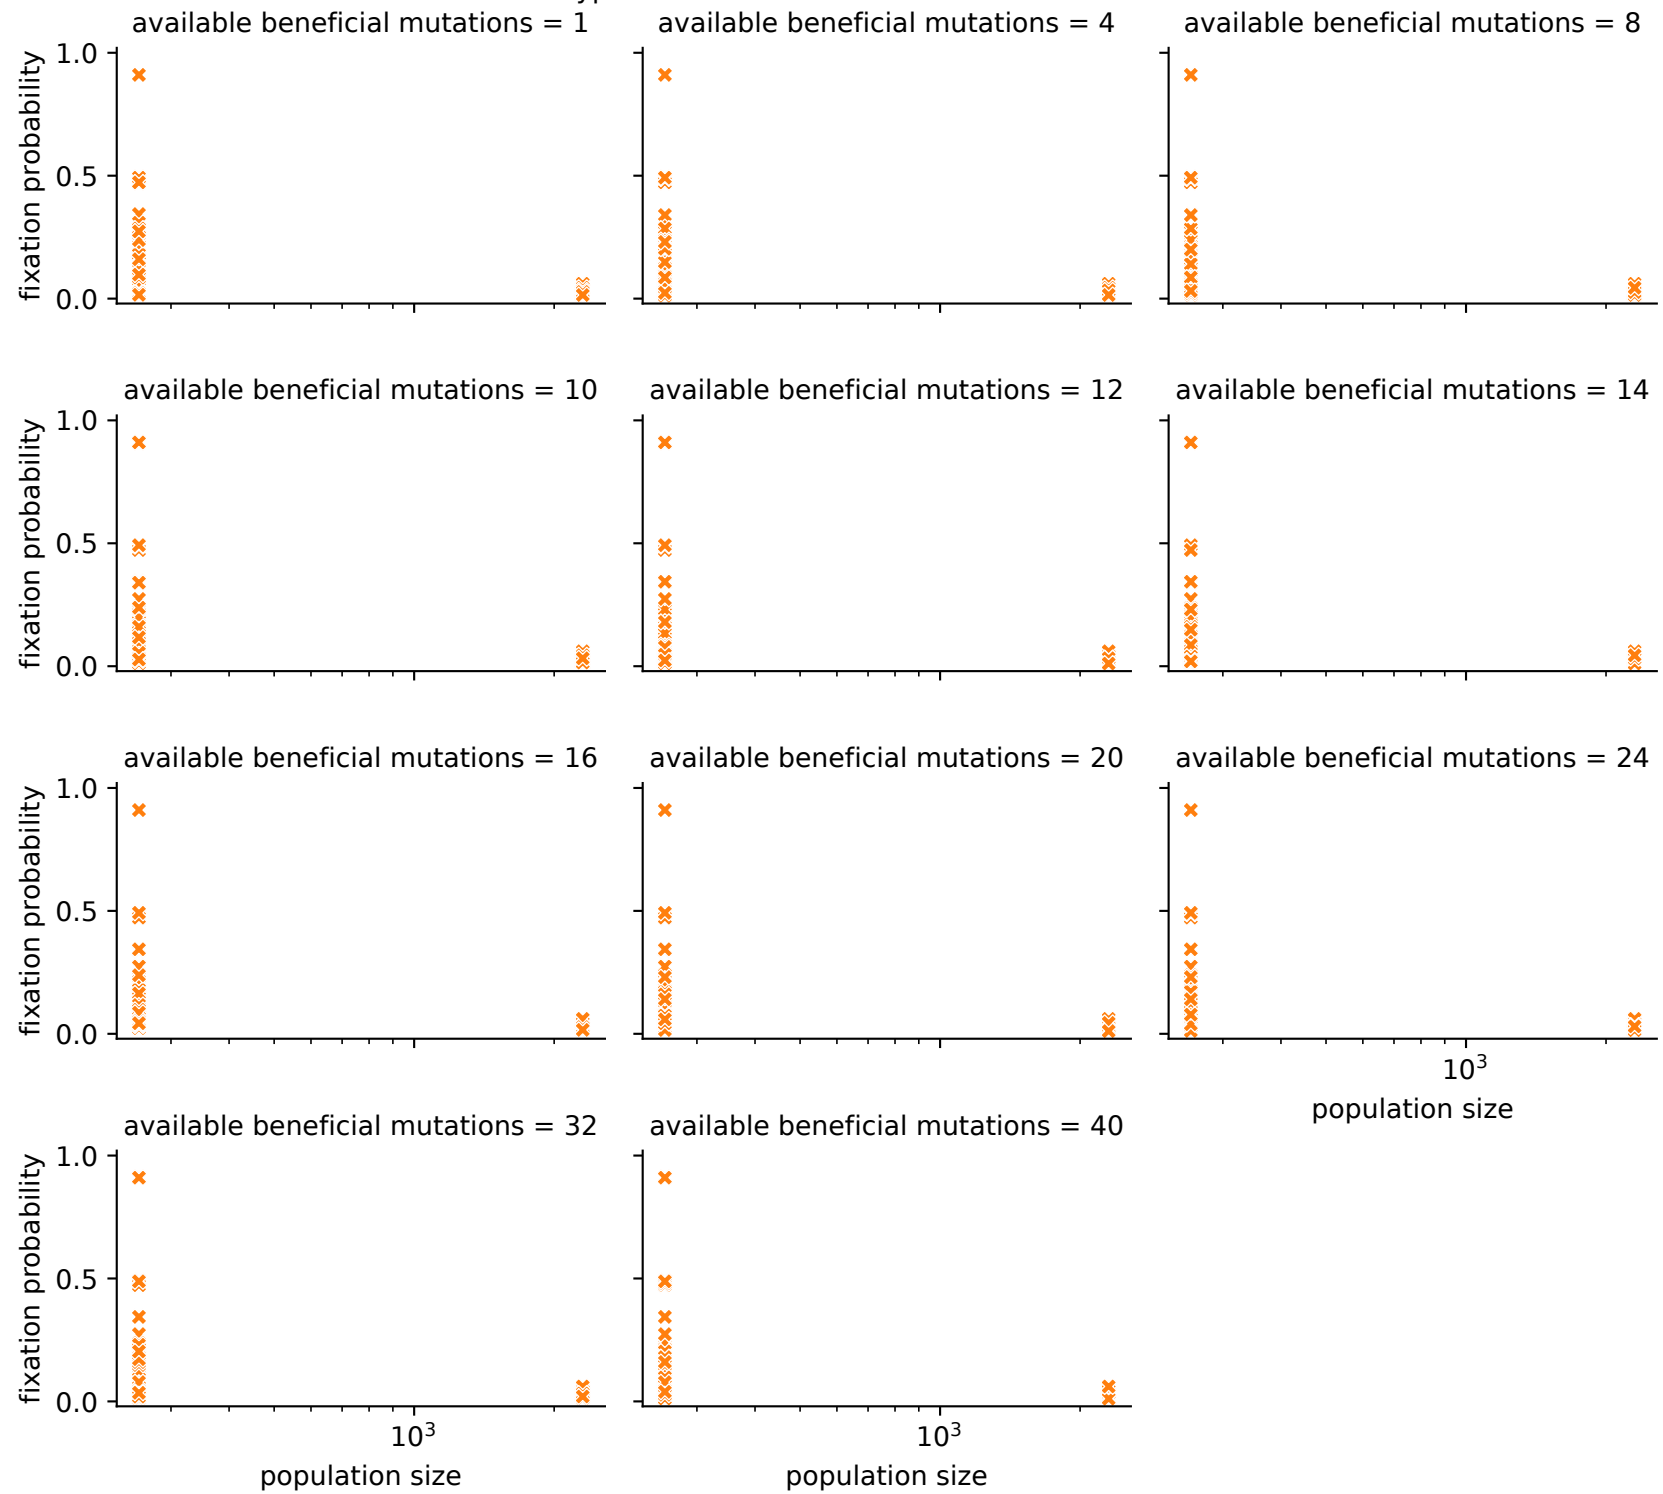 available beneficial mutations = 1
available beneficial mutations = 4
available beneficial mutations = 8
fixation probability
1.0
0.5
0.0
available beneficial mutations = 10
available beneficial mutations = 12
available beneficial mutations = 14
fixation probability
1.0
0.5
0.0
available beneficial mutations = 16
available beneficial mutations = 20
available beneficial mutations = 24
fixation probability
1.0
0.5
0.0
10³
population size
available beneficial mutations = 32
available beneficial mutations = 40
fixation probability
1.0
0.5
0.0
10³
10³
population size
population size